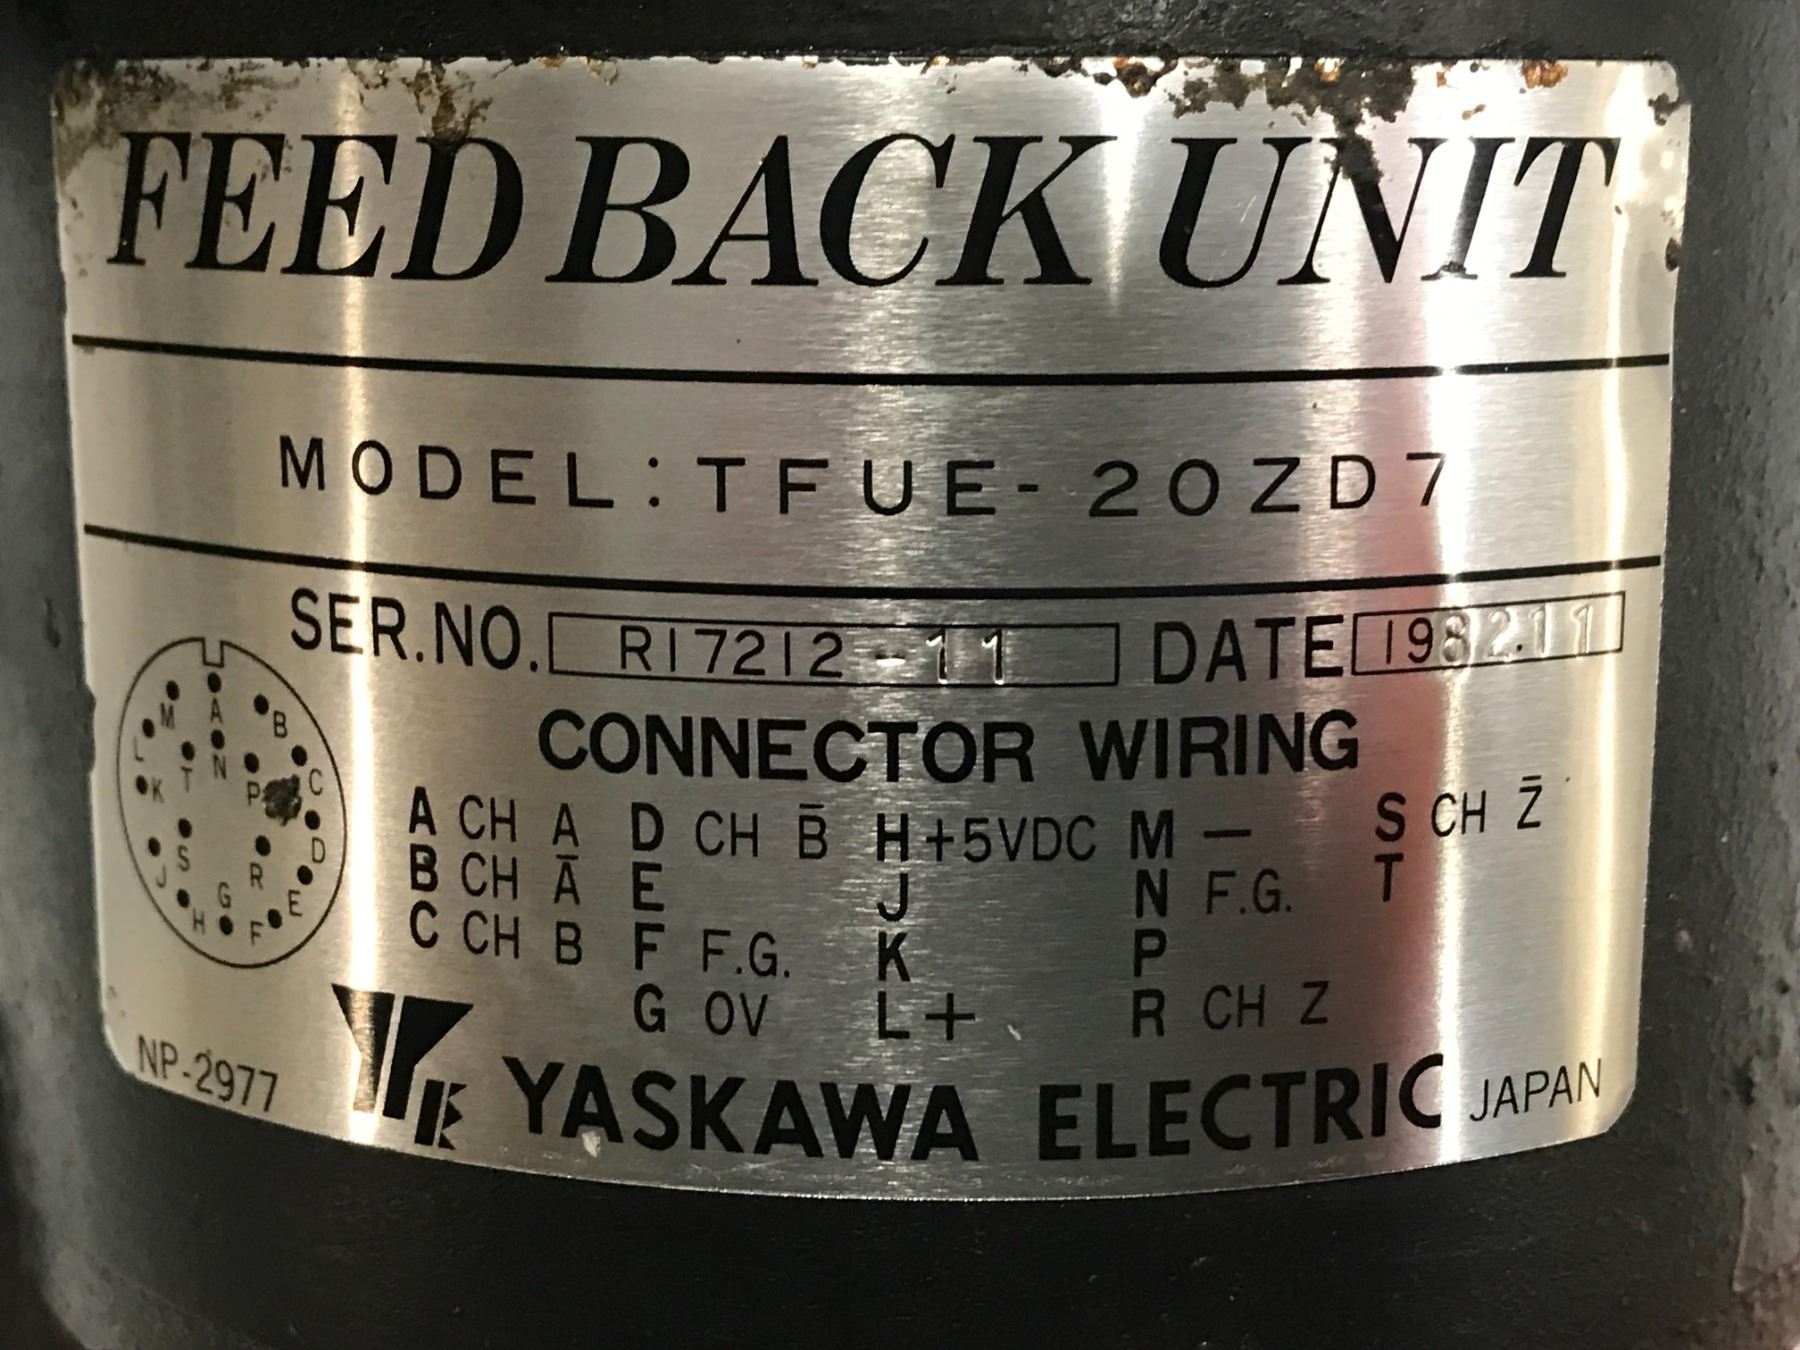 FEED BACK UNIT
MODEL: TFUE-20ZD7
SER.NO. R17212-11 DATE 1982.11
CONNECTOR WIRING
A CH A D CH B̅ H +5VDC M — S CH Z̅
B CH A̅ E J N F.G. T
C CH B F F.G. K P
G 0V L + R CH Z
A
B
C
D
E
F
G
H
J
K
L
M
N
P
R
S
T
NP-2977
YE YASKAWA ELECTRIC JAPAN